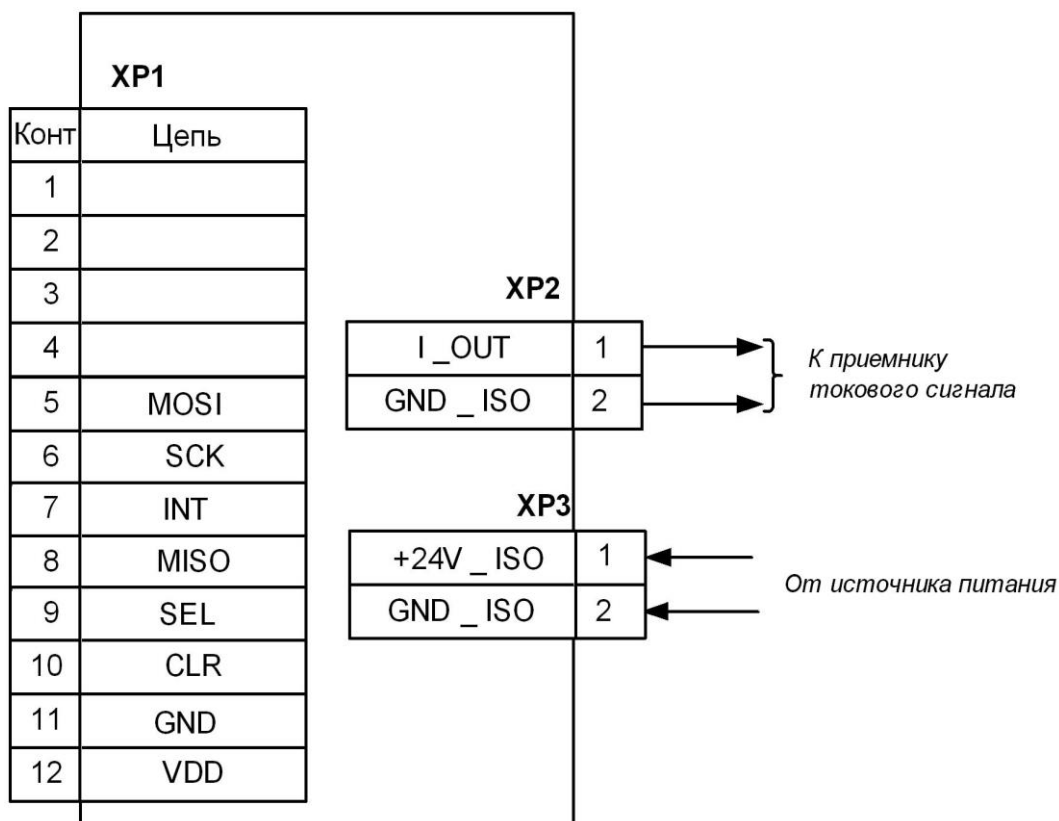 XP1
Конт Цепь
1
2
3
4
5 MOSI
6 SCK
7 INT
8 MISO
9 SEL
10 CLR
11 GND
12 VDD
XP2
I _OUT 1
GND _ ISO 2
К приемнику
токового сигнала
XP3
+24V _ ISO 1
GND _ ISO 2
От источника питания